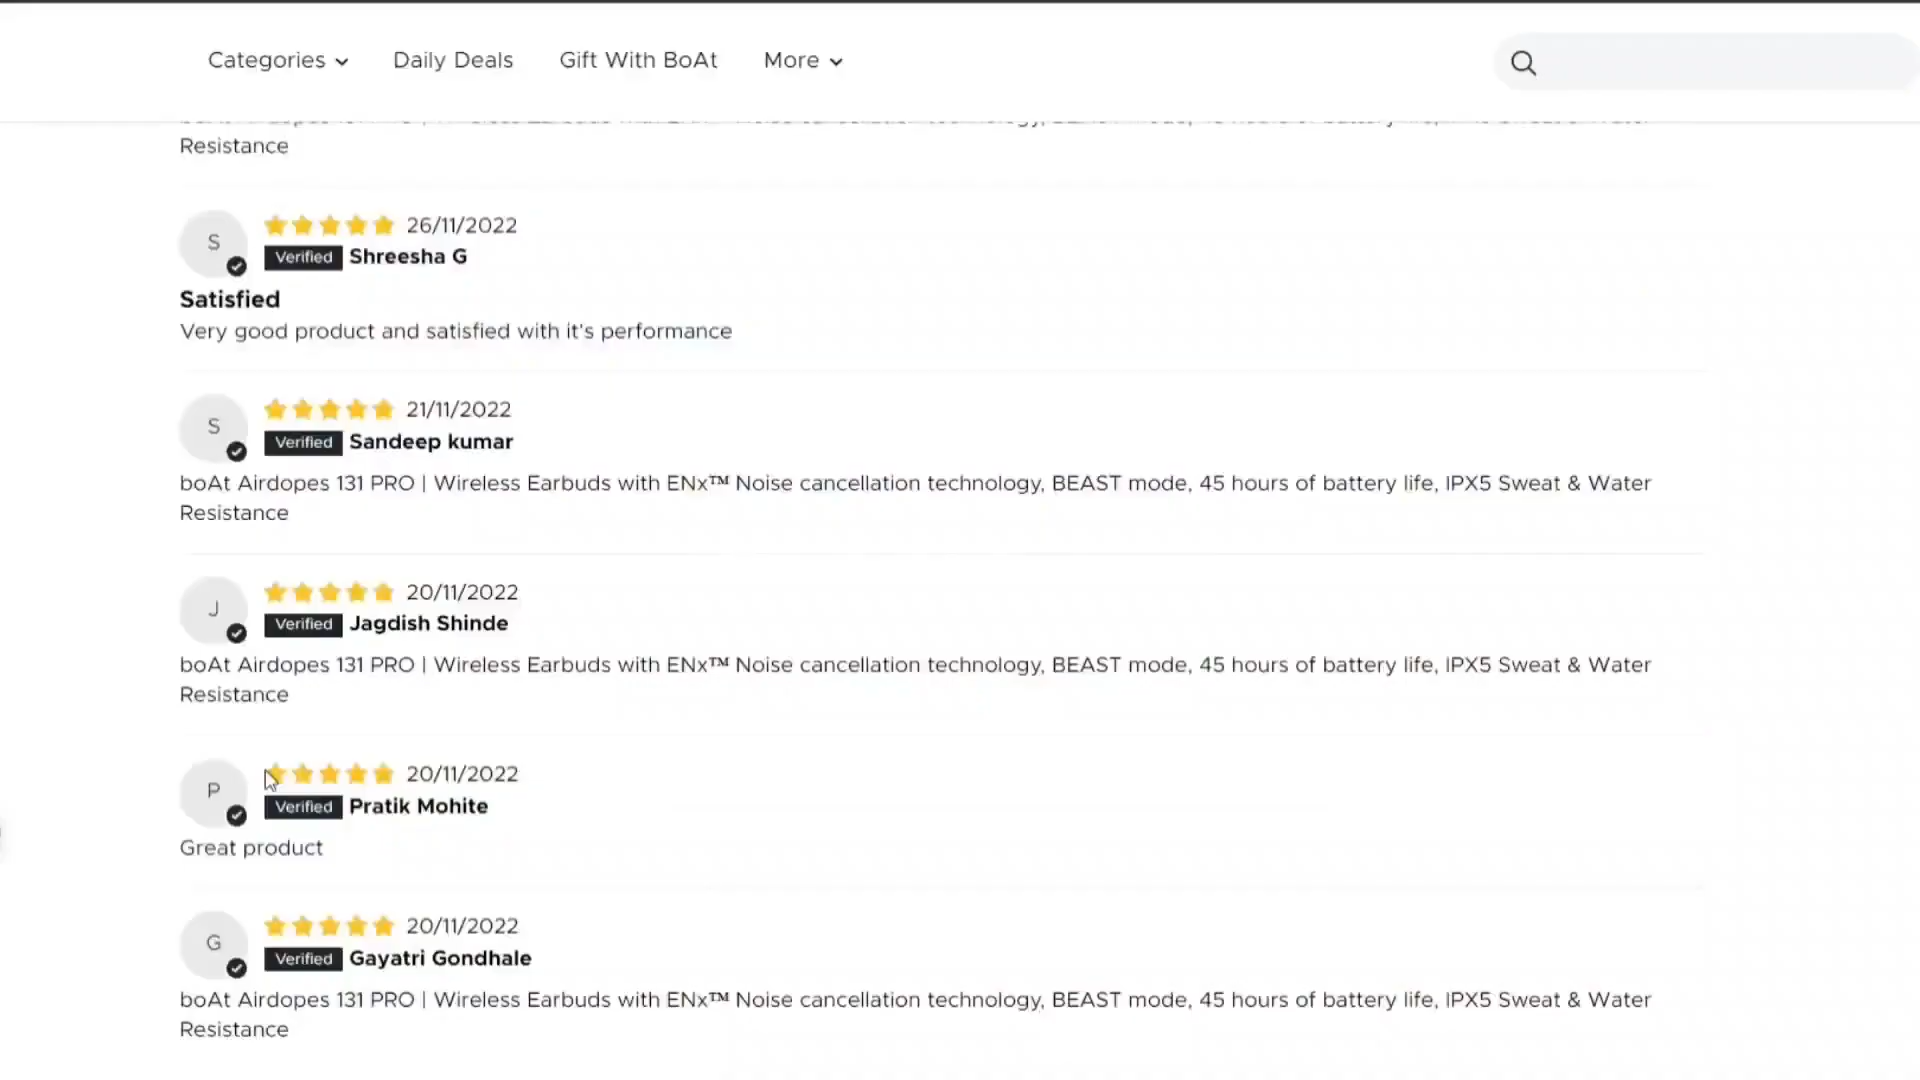 Categories
Daily Deals
Gift With BoAt
More
Resistance
S
26/11/2022
Verified Shreesha G
Satisfied
Very good product and satisfied with it's performance
S
21/11/2022
Verified Sandeep kumar
boAt Airdopes 131 PRO | Wireless Earbuds with ENx™ Noise cancellation technology, BEAST mode, 45 hours of battery life, IPX5 Sweat & Water
Resistance
J
20/11/2022
Verified Jagdish Shinde
boAt Airdopes 131 PRO | Wireless Earbuds with ENx™ Noise cancellation technology, BEAST mode, 45 hours of battery life, IPX5 Sweat & Water
Resistance
P
20/11/2022
Verified Pratik Mohite
Great product
G
20/11/2022
Verified Gayatri Gondhale
boAt Airdopes 131 PRO | Wireless Earbuds with ENx™ Noise cancellation technology, BEAST mode, 45 hours of battery life, IPX5 Sweat & Water
Resistance